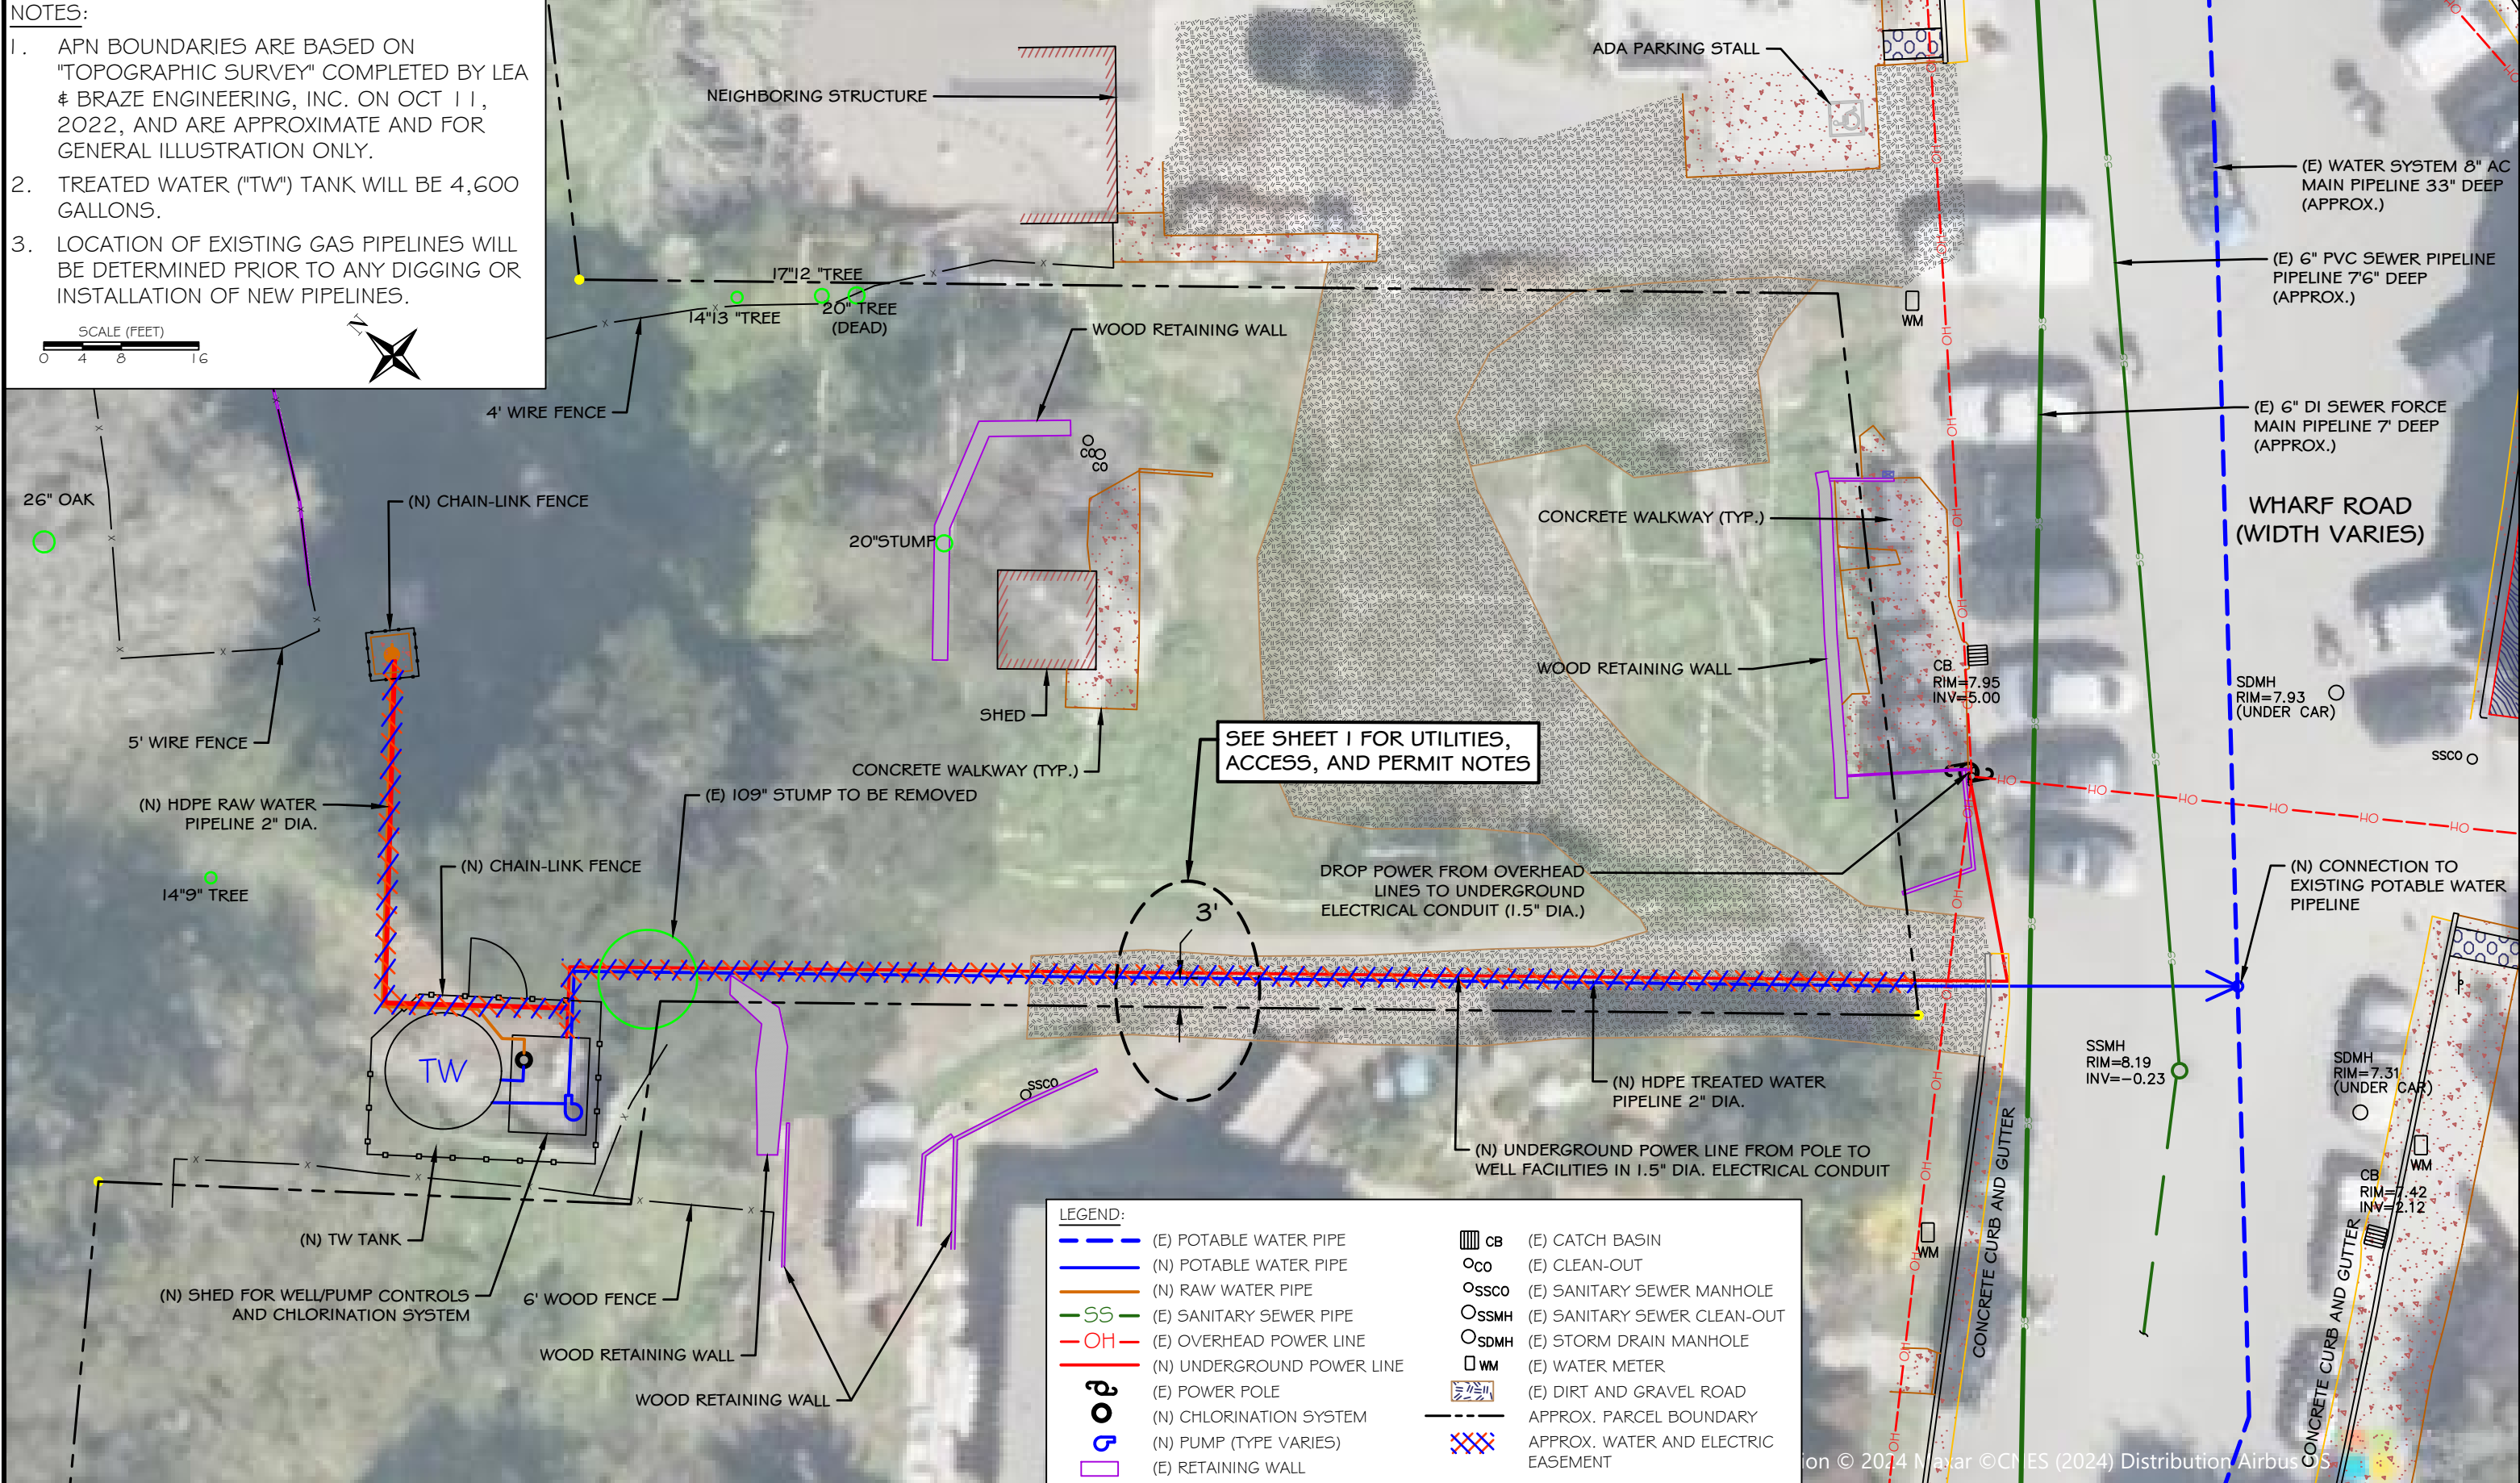 NOTES:
1. APN BOUNDARIES ARE BASED ON
"TOPOGRAPHIC SURVEY" COMPLETED BY LEA
& BRAZE ENGINEERING, INC. ON OCT 11,
2022, AND ARE APPROXIMATE AND FOR
GENERAL ILLUSTRATION ONLY.
2. TREATED WATER ("TW") TANK WILL BE 4,600
GALLONS.
3. LOCATION OF EXISTING GAS PIPELINES WILL
BE DETERMINED PRIOR TO ANY DIGGING OR
INSTALLATION OF NEW PIPELINES.
SCALE (FEET)
0 4 8 16
N
NEIGHBORING STRUCTURE
ADA PARKING STALL
(E) WATER SYSTEM 8" AC
MAIN PIPELINE 33" DEEP
(APPROX.)
(E) 6" PVC SEWER PIPELINE
PIPELINE 7'6" DEEP
(APPROX.)
17"12 "TREE
14"13 "TREE
20" TREE
(DEAD)
WM
WOOD RETAINING WALL
4' WIRE FENCE
(E) 6" DI SEWER FORCE
MAIN PIPELINE 7' DEEP
(APPROX.)
CO
CO
26" OAK
(N) CHAIN-LINK FENCE
20"STUMP
CONCRETE WALKWAY (TYP.)
WHARF ROAD
(WIDTH VARIES)
WOOD RETAINING WALL
CB
RIM=7.95
INV=5.00
SDMH
RIM=7.93
(UNDER CAR)
SSCO
SHED
5' WIRE FENCE
CONCRETE WALKWAY (TYP.)
SEE SHEET 1 FOR UTILITIES,
ACCESS, AND PERMIT NOTES
(N) HDPE RAW WATER
PIPELINE 2" DIA.
(E) 109" STUMP TO BE REMOVED
(N) CHAIN-LINK FENCE
14"9" TREE
DROP POWER FROM OVERHEAD
LINES TO UNDERGROUND
ELECTRICAL CONDUIT (1.5" DIA.)
3'
(N) CONNECTION TO
EXISTING POTABLE WATER
PIPELINE
TW
SSCO
SSMH
RIM=8.19
INV=-0.23
SDMH
RIM=7.31
(UNDER CAR)
WM
(N) HDPE TREATED WATER
PIPELINE 2" DIA.
(N) UNDERGROUND POWER LINE FROM POLE TO
WELL FACILITIES IN 1.5" DIA. ELECTRICAL CONDUIT
CB
RIM=7.42
INV=2.12
WM
CONCRETE CURB AND GUTTER
CONCRETE CURB AND GUTTER
(N) TW TANK
(N) SHED FOR WELL/PUMP CONTROLS
AND CHLORINATION SYSTEM
6' WOOD FENCE
WOOD RETAINING WALL
WOOD RETAINING WALL
LEGEND:
(E) POTABLE WATER PIPE
(N) POTABLE WATER PIPE
(N) RAW WATER PIPE
SS (E) SANITARY SEWER PIPE
OH (E) OVERHEAD POWER LINE
(N) UNDERGROUND POWER LINE
(E) POWER POLE
(N) CHLORINATION SYSTEM
(N) PUMP (TYPE VARIES)
(E) RETAINING WALL
CB (E) CATCH BASIN
CO (E) CLEAN-OUT
SSCO (E) SANITARY SEWER MANHOLE
SSMH (E) SANITARY SEWER CLEAN-OUT
SDMH (E) STORM DRAIN MANHOLE
WM (E) WATER METER
(E) DIRT AND GRAVEL ROAD
APPROX. PARCEL BOUNDARY
APPROX. WATER AND ELECTRIC
EASEMENT
ion © 2024 Maxar ©CNES (2024) Distribution Airbus DS